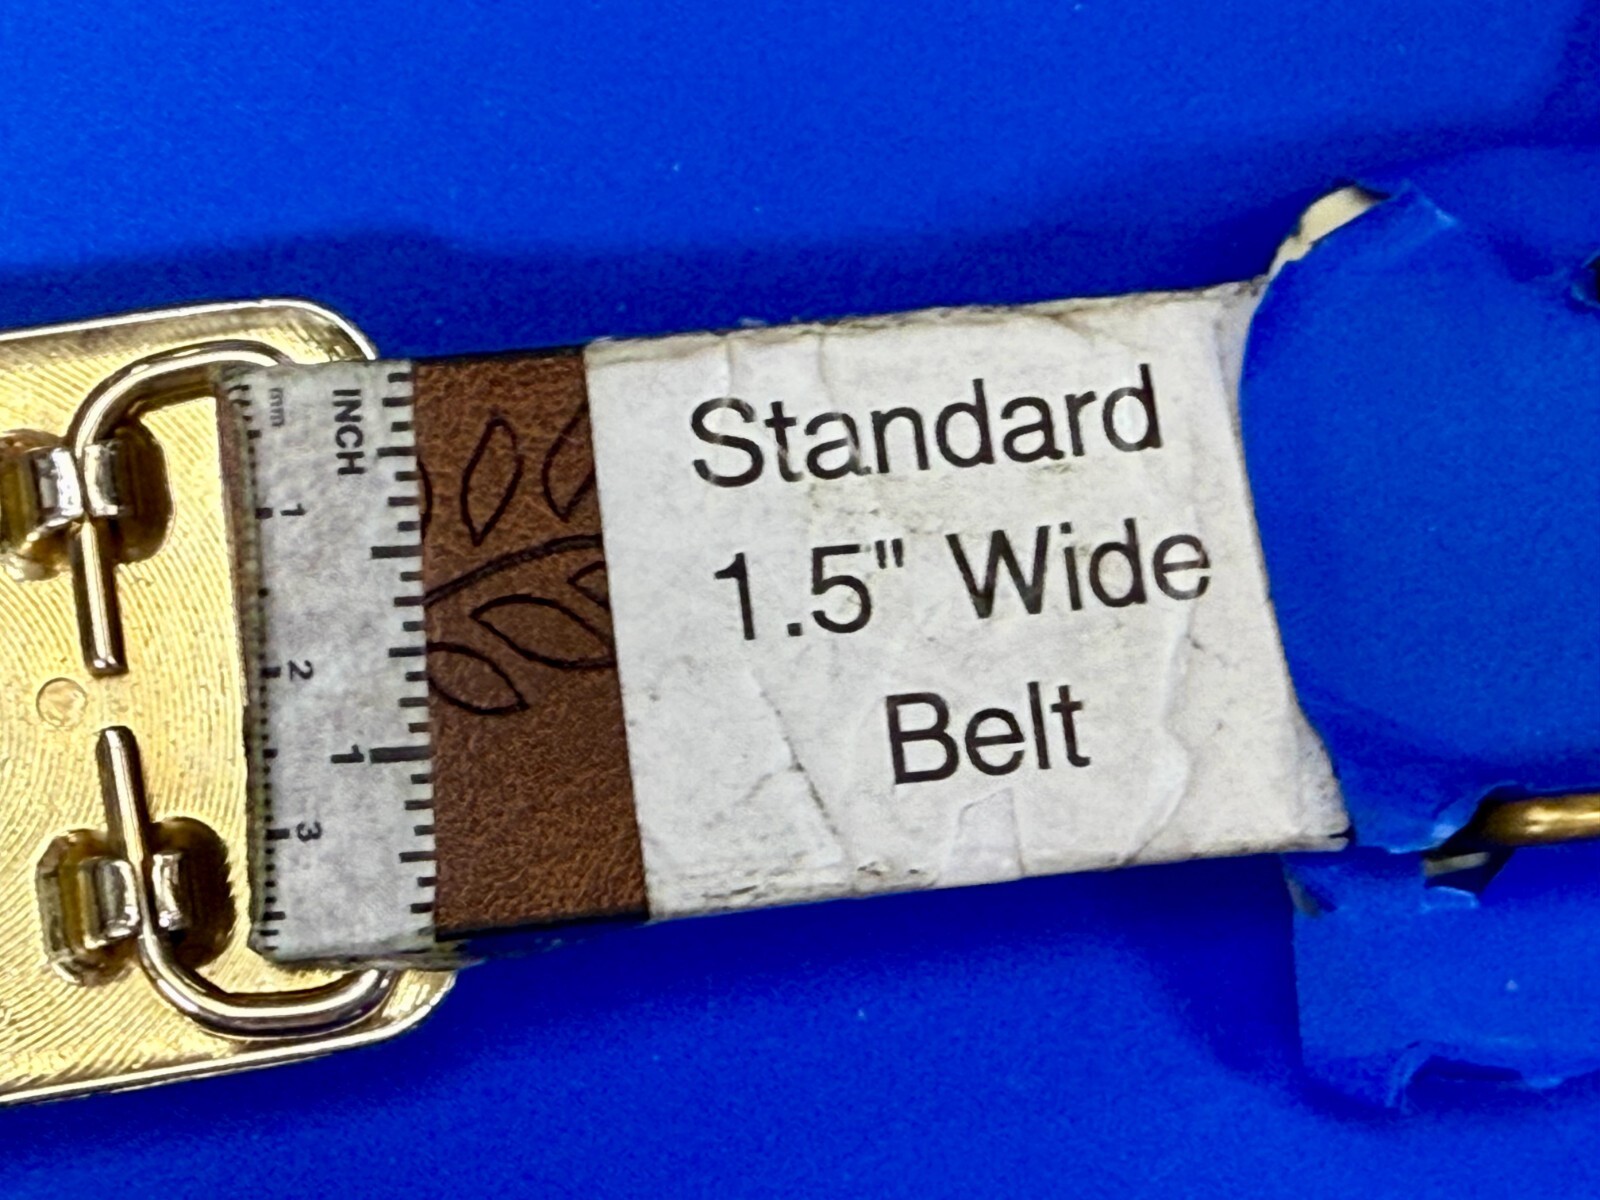 mm
INCH
1
2
3
1
Standard
1.5" Wide
Belt